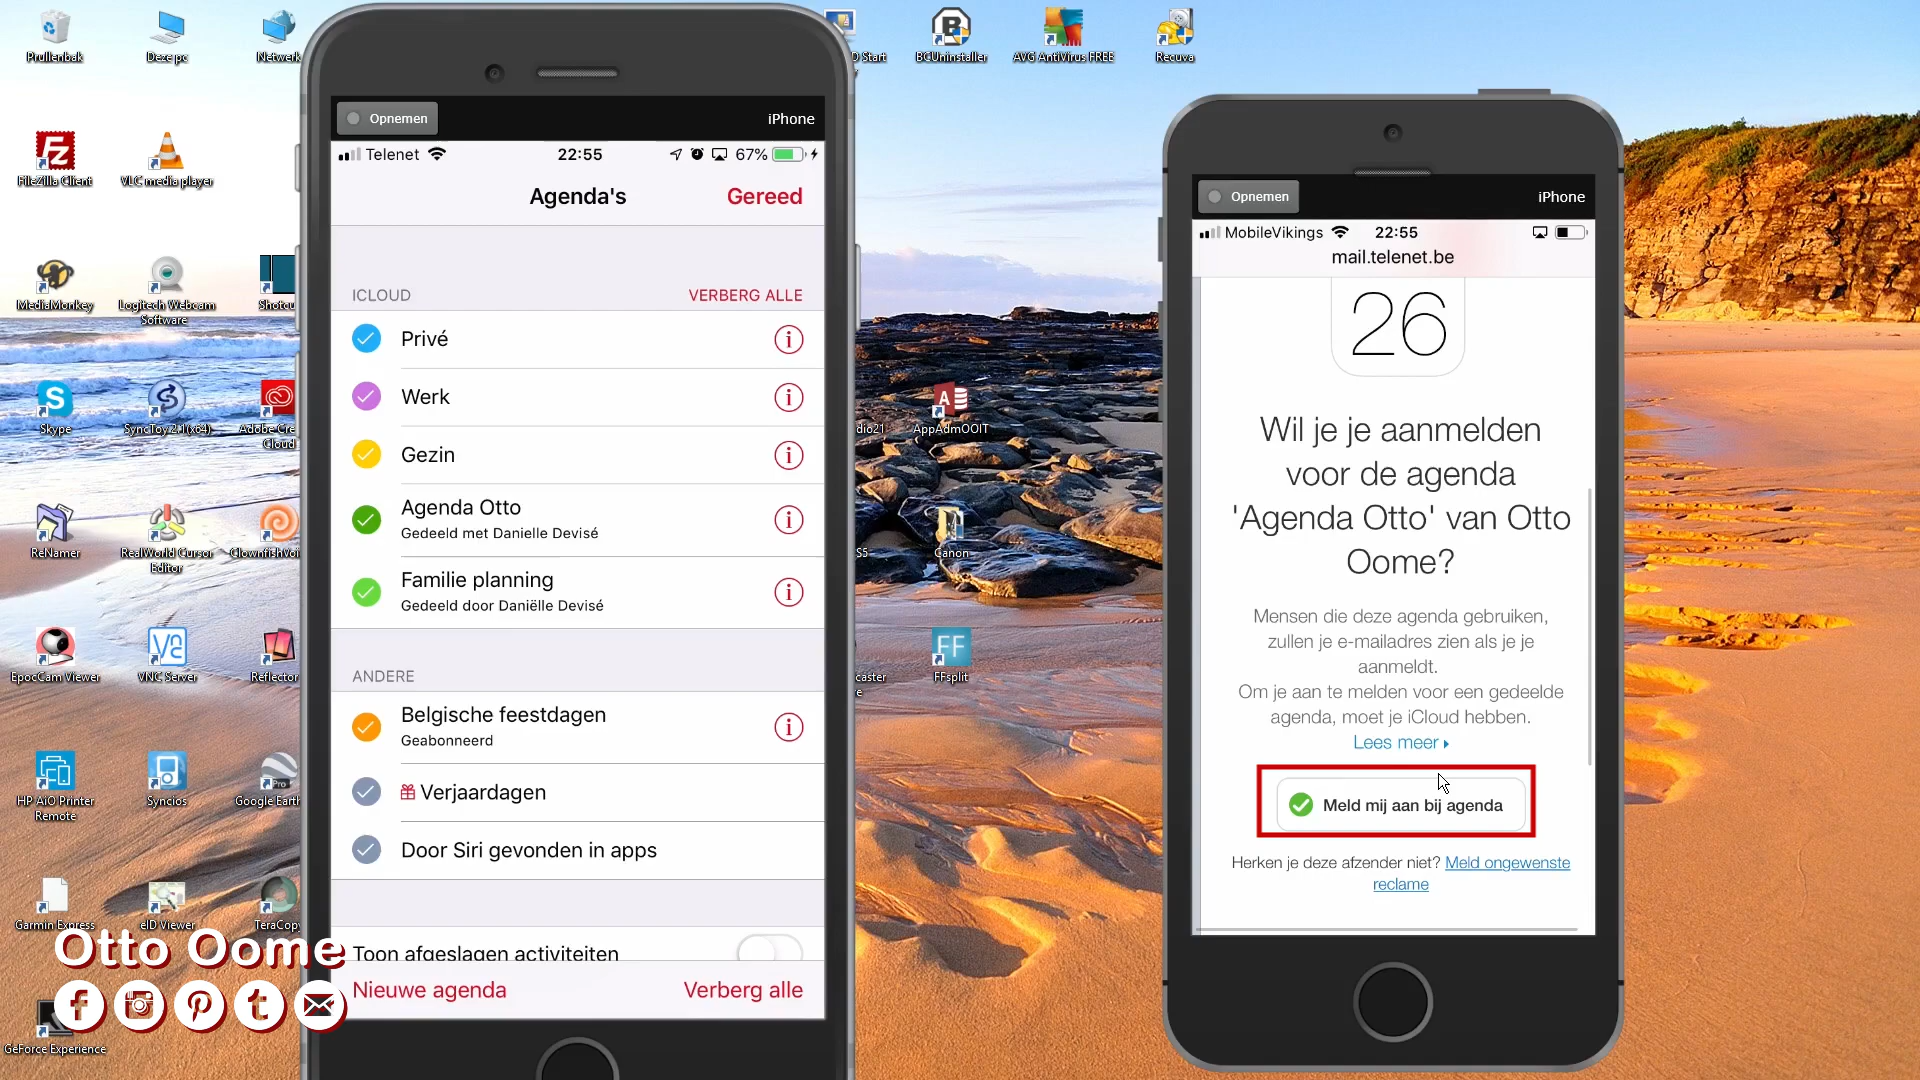 Prullenbak
Deze pc
Netwerk
D Start
BCUninstaller
AVG AntiVirus FREE
Recuva
FileZilla Client
VLC media player
MediaMonkey
Logitech Webcam
Software
Shotcu
Skype
SyncToy 2.1(x64)
Adobe Cre
Cloud
dio21
AppAdmOOIT
ReNamer
RealWorld Cursor
Editor
ClownfishVoi
S5
Canon
EpocCam Viewer
VNC Server
Reflector
caster
e
FFsplit
HP AiO Printer
Remote
Syncios
Google Earth
Garmin Express
eID Viewer
TeraCopy
GeForce Experience
Otto Oome
Opnemen
iPhone
Telenet
22:55
67%
Agenda's
Gereed
ICLOUD
VERBERG ALLE
Privé
Werk
Gezin
Agenda Otto
Gedeeld met Danielle Devisé
Familie planning
Gedeeld door Daniëlle Devisé
ANDERE
Belgische feestdagen
Geabonneerd
Verjaardagen
Door Siri gevonden in apps
Toon afgeslagen activiteiten
Nieuwe agenda
Verberg alle
Opnemen
iPhone
MobileVikings
22:55
mail.telenet.be
26
Wil je je aanmelden
voor de agenda
'Agenda Otto' van Otto
Oome?
Mensen die deze agenda gebruiken,
zullen je e-mailadres zien als je je
aanmeldt.
Om je aan te melden voor een gedeelde
agenda, moet je iCloud hebben.
Lees meer
Meld mij aan bij agenda
Herken je deze afzender niet? Meld ongewenste
reclame